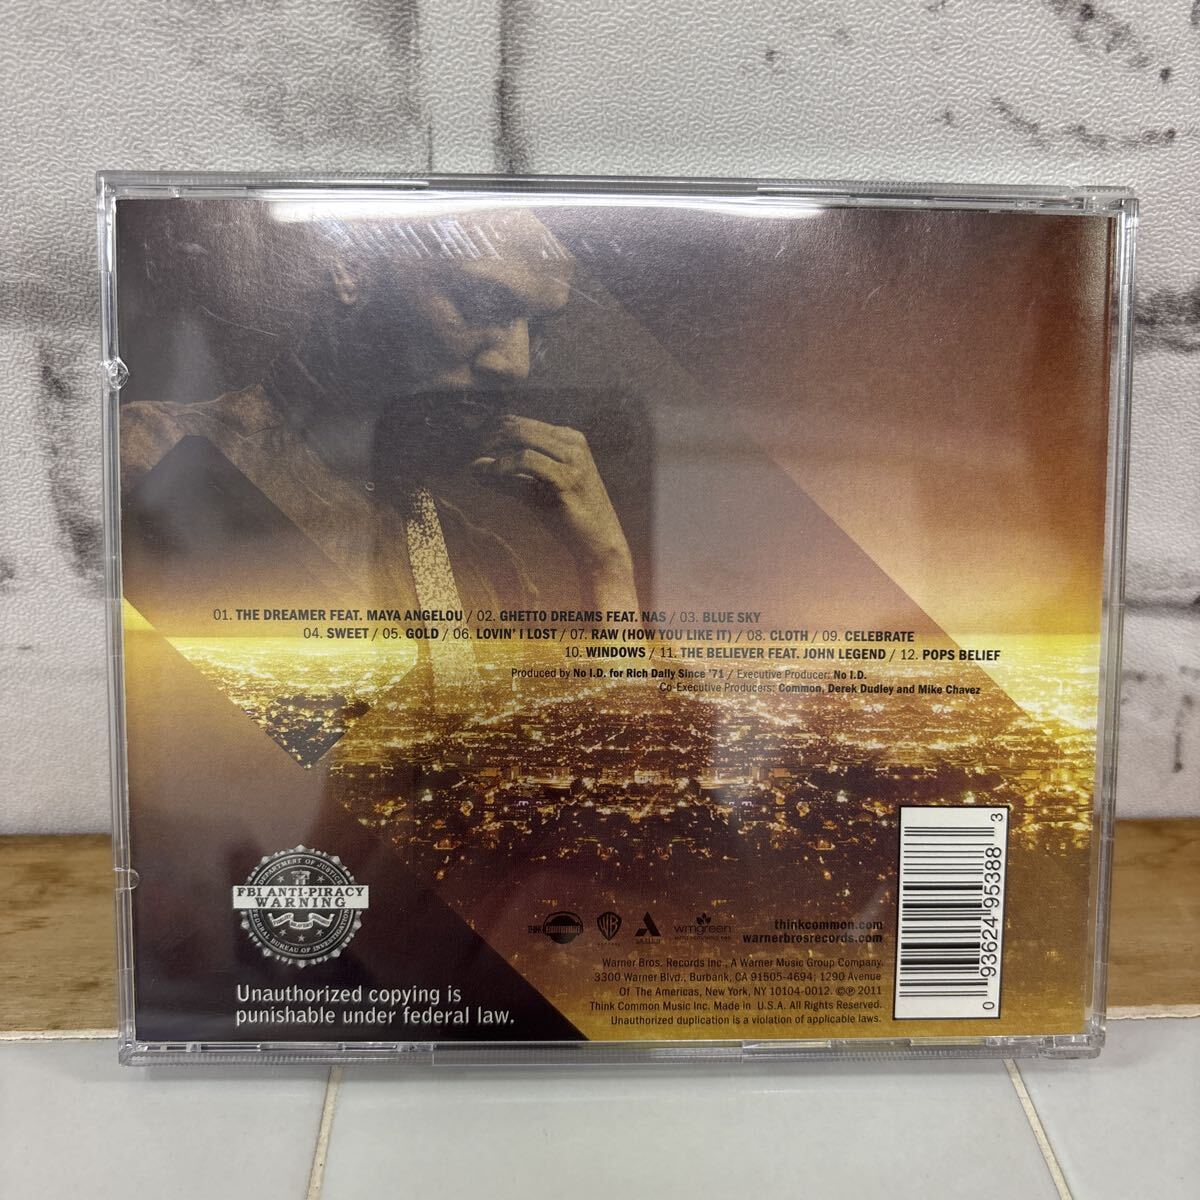 01. THE DREAMER FEAT. MAYA ANGELOU / 02. GHETTO DREAMS FEAT. NAS / 03. BLUE SKY
04. SWEET / 05. GOLD / 06. LOVIN' I LOST / 07. RAW (HOW YOU LIKE IT) / 08. CLOTH / 09. CELEBRATE
10. WINDOWS / 11. THE BELIEVER FEAT. JOHN LEGEND / 12. POPS BELIEF
Produced by No I.D. for Rich Dally Since '71 / Executive Producer: No I.D.
Co-Executive Producers: Common, Derek Dudley and Mike Chavez
DEPARTMENT OF JUSTICE
FBI ANTI-PIRACY
WARNING
FEDERAL BUREAU OF INVESTIGATION
Unauthorized copying is
punishable under federal law.
THINK COMMON
WB
wmgreen
thinkcommon.com
warnerbrosrecords.com
Warner Bros. Records Inc., A Warner Music Group Company.
3300 Warner Blvd., Burbank, CA 91505-4694; 1290 Avenue
Of The Americas, New York, NY 10104-0012. ©℗ 2011
Think Common Music Inc. Made in U.S.A. All Rights Reserved.
Unauthorized duplication is a violation of applicable laws.
0 93624 95388 3